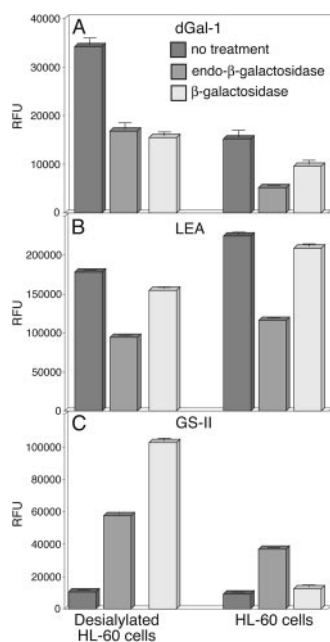 A
dGal-1
no treatment
endo-β-galactosidase
β-galactosidase
RFU
40000
30000
20000
10000
0
B
LEA
RFU
200000
150000
100000
50000
0
C
GS-II
RFU
100000
80000
60000
40000
20000
0
Desialylated
HL-60 cells
HL-60 cells